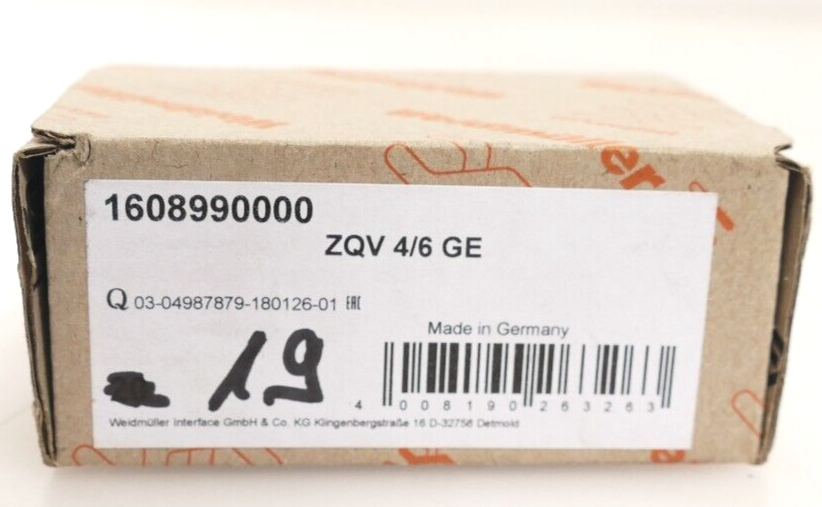 1608990000
ZQV 4/6 GE
Q 03-04987879-180126-01 EAC
Made in Germany
20 19
4 008190 263263
Weidmüller Interface GmbH & Co. KG Klingenbergstraße 16 D-32758 Detmold